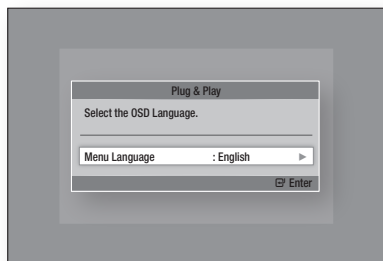 Plug & Play
Select the OSD Language.
Menu Language : English ►
Enter